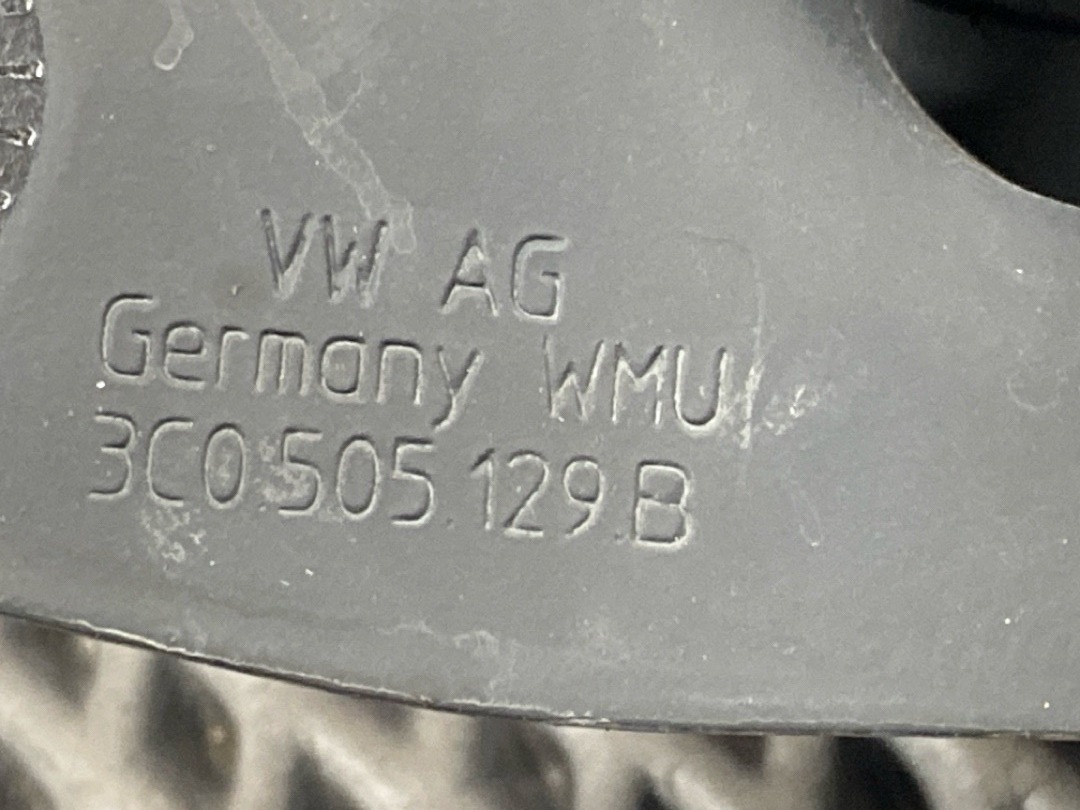 VW AG
Germany WMU
3C0.505.129.B